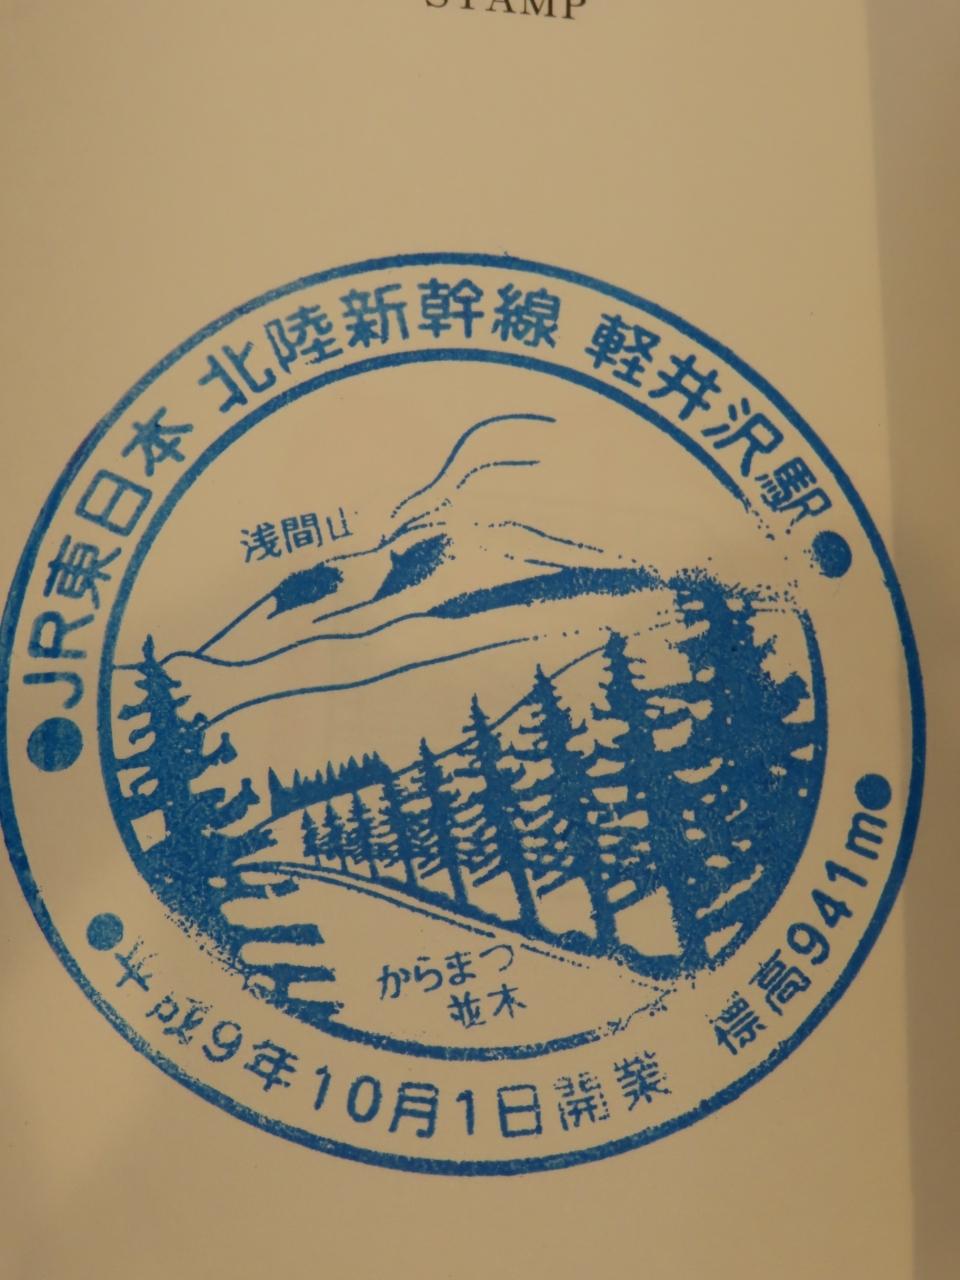 STAMP
JR東日本 北陸新幹線 軽井沢駅
浅間山
からまつ
並木
平成9年10月1日開業 標高941m